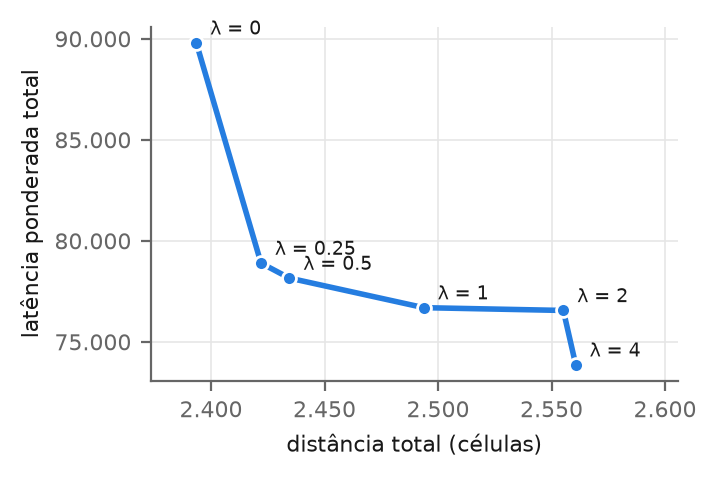 90.000
85.000
80.000
75.000
latência ponderada total
λ = 0
λ = 0.25
λ = 0.5
λ = 1
λ = 2
λ = 4
2.400
2.450
2.500
2.550
2.600
distância total (células)